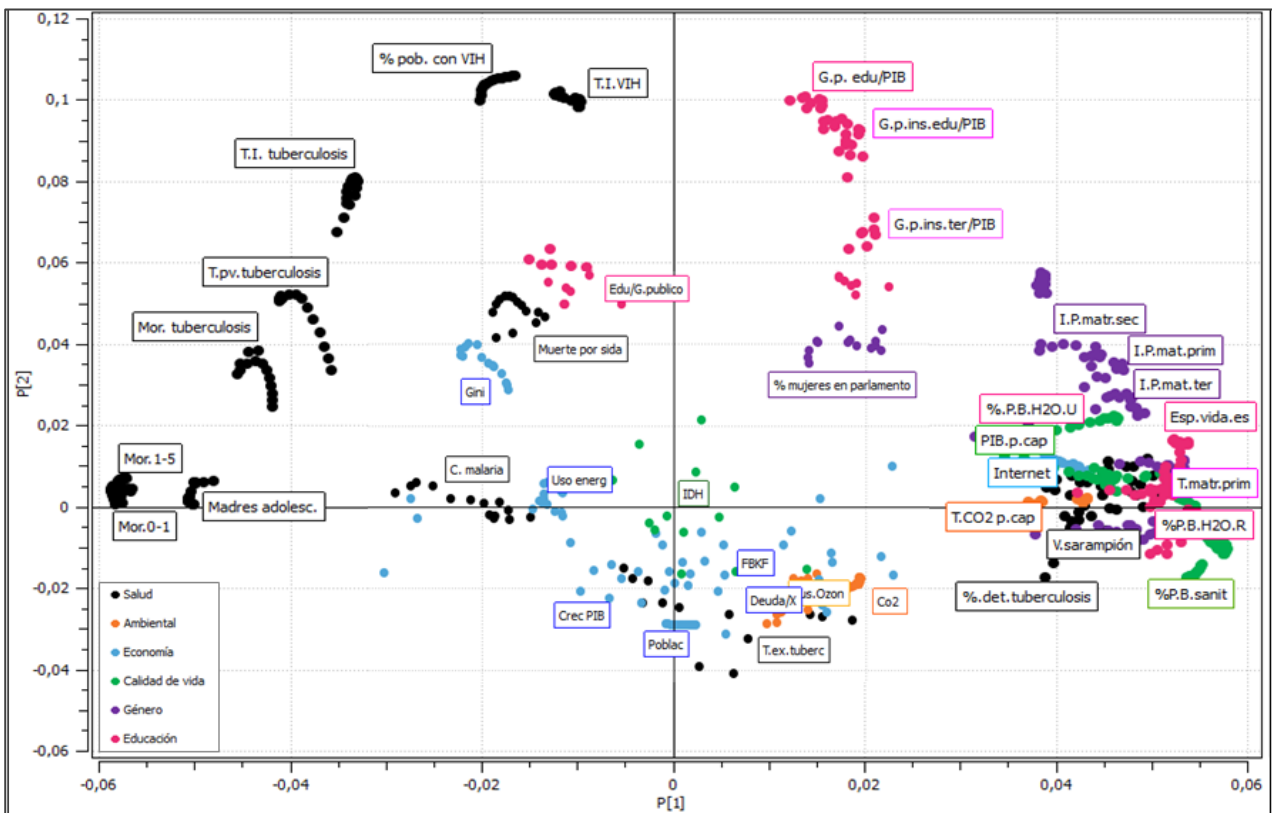 0,12
0,1
0,08
0,06
0,04
0,02
0
-0,02
-0,04
-0,06
P[2]
% pob. con VIH
T.I.VIH
G.p. edu/PIB
G.p.ins.edu/PIB
T.I. tuberculosis
G.p.ins.ter/PIB
T.pv.tuberculosis
Edu/G.publico
Mor. tuberculosis
I.P.matr.sec
Muerte por sida
I.P.mat.prim
Gini
% mujeres en parlamento
I.P.mat.ter
%.P.B.H2O.U
Esp.vida.es
PIB.p.cap
Mor.1-5
C. malaria
Uso energ
Internet
IDH
T.matr.prim
Madres adolesc.
Mor.0-1
T.CO2 p.cap
%P.B.H2O.R
V.sarampión
FBKF
%.det.tuberculosis
%P.B.sanit
Deuda/X
us.Ozon
Co2
Crec PIB
Poblac
T.ex.tuberc
Salud
Ambiental
Economía
Calidad de vida
Género
Educación
-0,06
-0,04
-0,02
0
0,02
0,04
0,06
P[1]